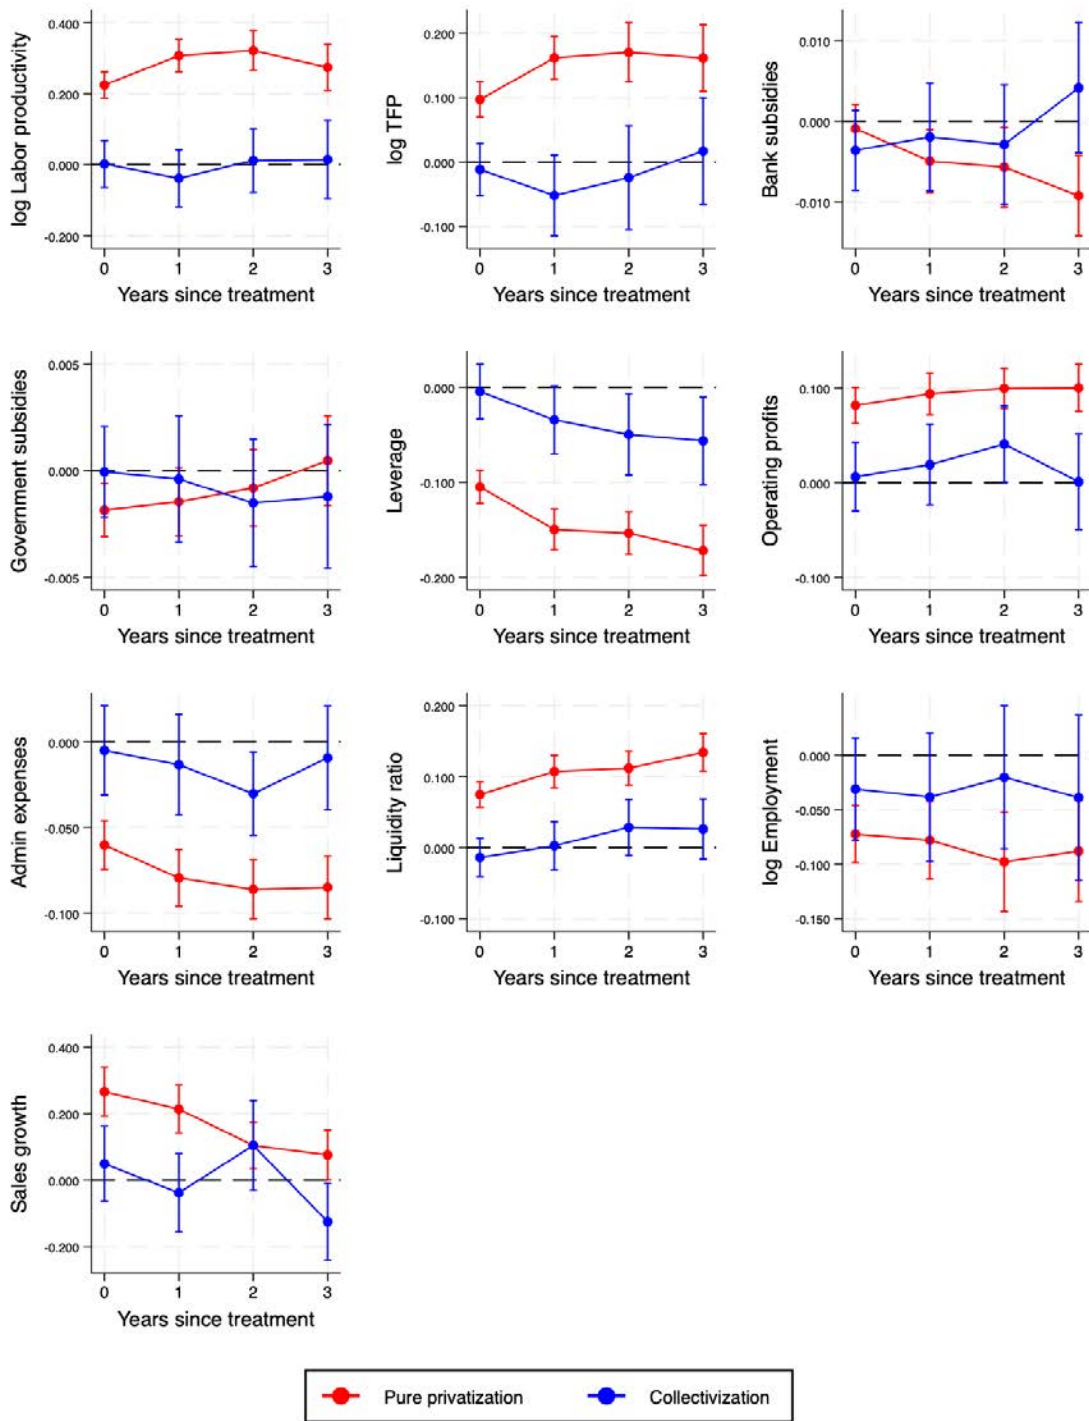 log Labor productivity
0.400
0.200
0.000
-0.200
0 1 2 3
Years since treatment
log TFP
0.200
0.100
0.000
-0.100
0 1 2 3
Years since treatment
Bank subsidies
0.010
0.000
-0.010
0 1 2 3
Years since treatment
Government subsidies
0.005
0.000
-0.005
0 1 2 3
Years since treatment
Leverage
0.000
-0.100
-0.200
0 1 2 3
Years since treatment
Operating profits
0.100
0.000
-0.100
0 1 2 3
Years since treatment
Admin expenses
0.000
-0.050
-0.100
0 1 2 3
Years since treatment
Liquidity ratio
0.200
0.100
0.000
-0.100
0 1 2 3
Years since treatment
log Employment
0.000
-0.050
-0.100
-0.150
0 1 2 3
Years since treatment
Sales growth
0.400
0.200
0.000
-0.200
0 1 2 3
Years since treatment
Pure privatization Collectivization